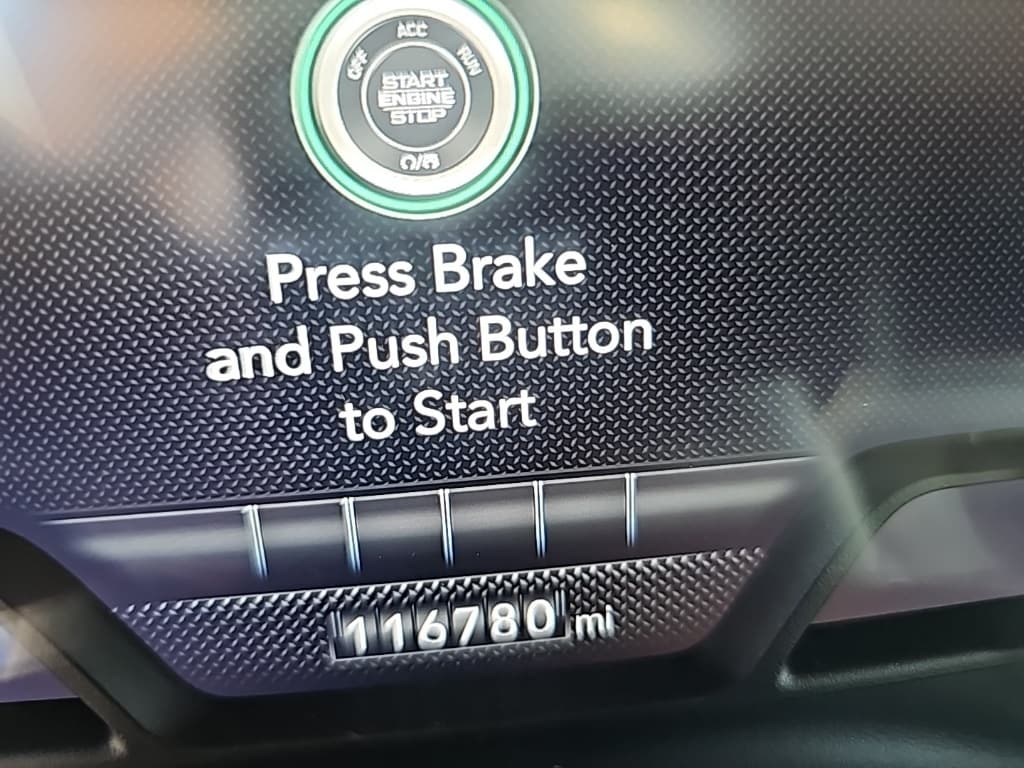 ACC
OFF RUN
START
ENGINE
STOP
Press Brake
and Push Button
to Start
116780 mi